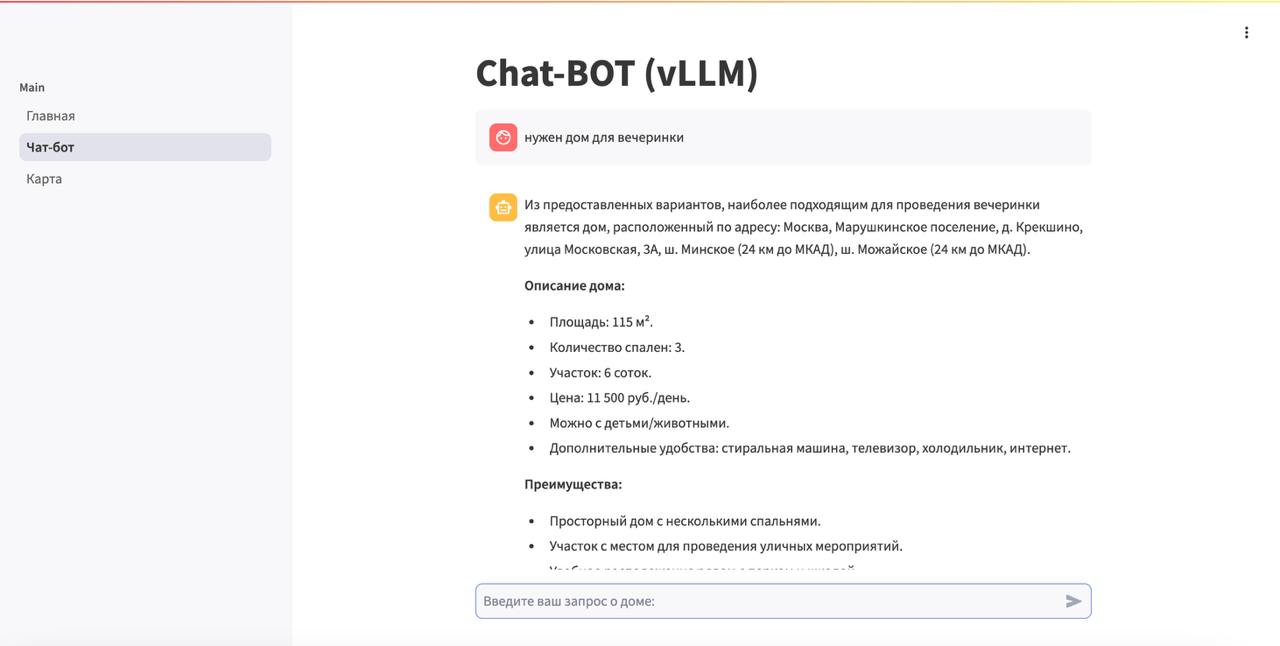 Main
Главная
Чат-бот
Карта
Chat-BOT (vLLM)
нужен дом для вечеринки
Из предоставленных вариантов, наиболее подходящим для проведения вечеринки
является дом, расположенный по адресу: Москва, Марушкинское поселение, д. Крекшино,
улица Московская, 3А, ш. Минское (24 км до МКАД), ш. Можайское (24 км до МКАД).
Описание дома:
• Площадь: 115 м².
• Количество спален: 3.
• Участок: 6 соток.
• Цена: 11 500 руб./день.
• Можно с детьми/животными.
• Дополнительные удобства: стиральная машина, телевизор, холодильник, интернет.
Преимущества:
• Просторный дом с несколькими спальнями.
• Участок с местом для проведения уличных мероприятий.
Введите ваш запрос о доме: